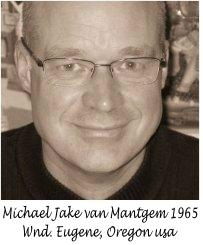 Michael Jake van Mantgem 1965
Wnd. Eugene, Oregon usa